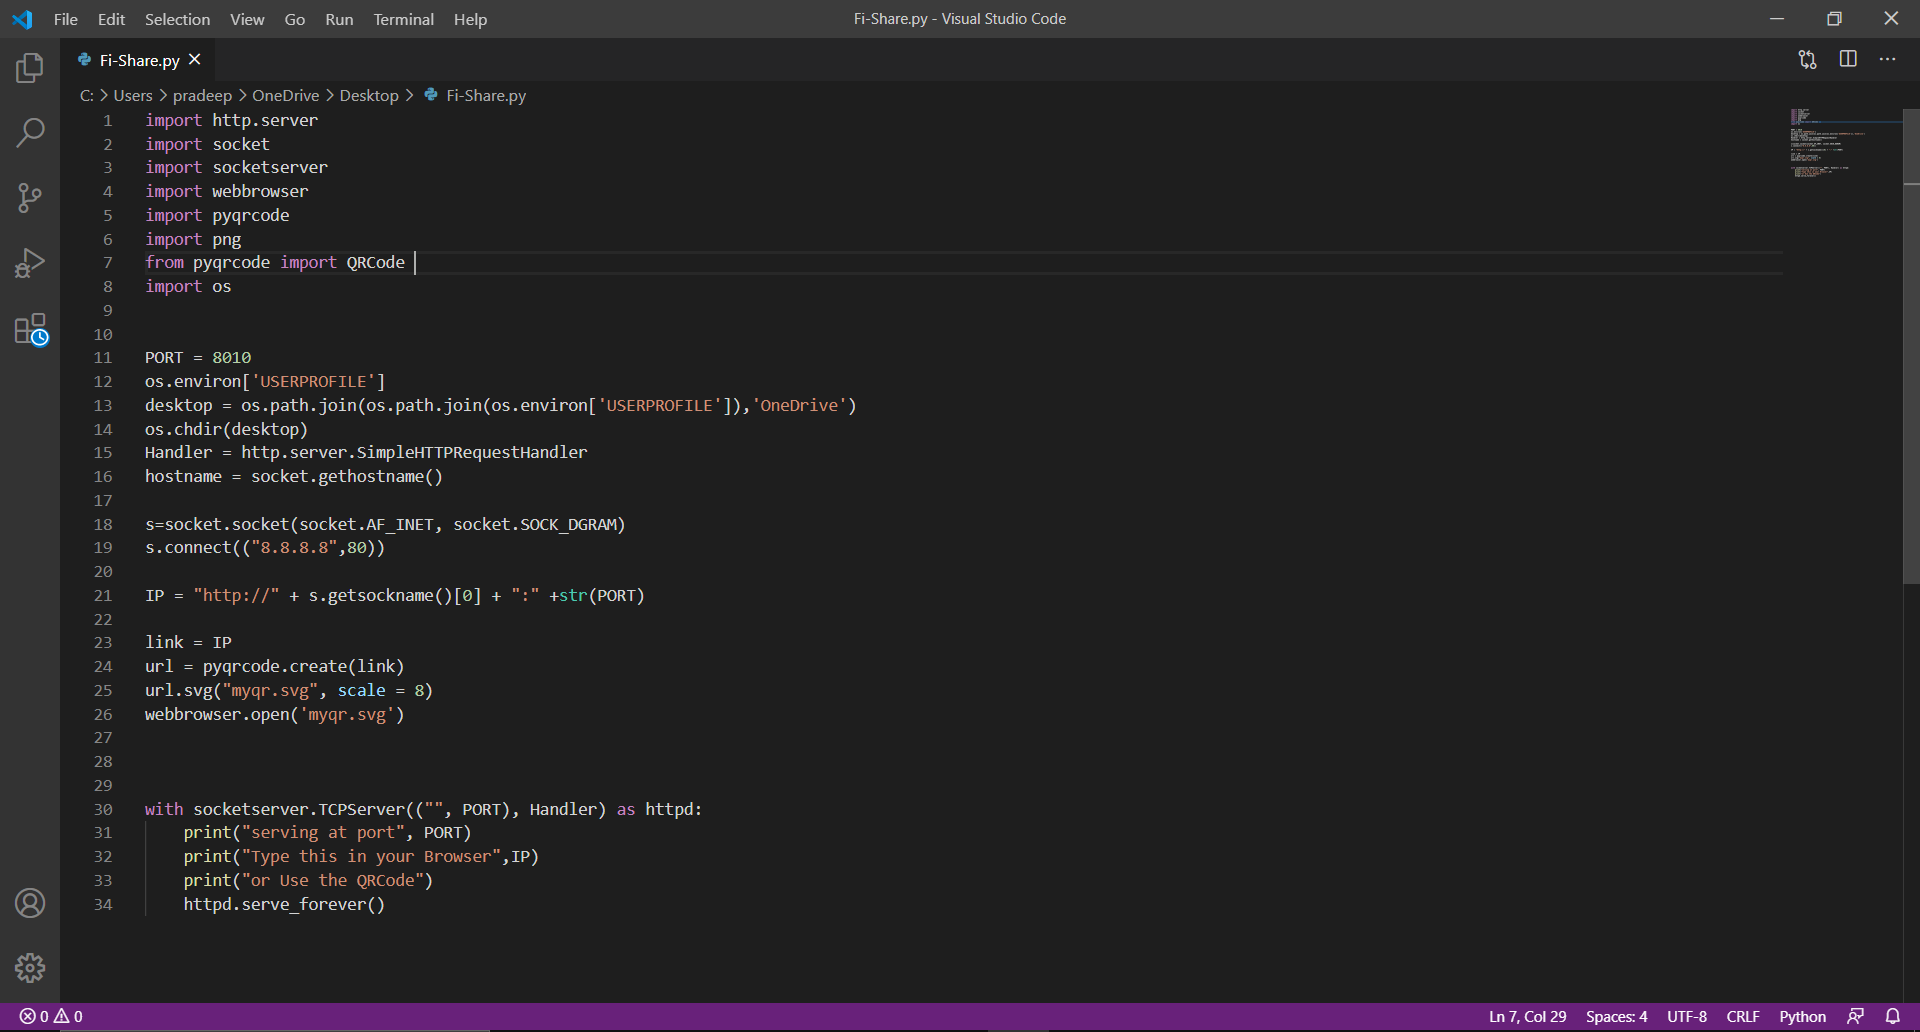 File Edit Selection View Go Run Terminal Help Fi-Share.py - Visual Studio Code
Fi-Share.py
C: > Users > pradeep > OneDrive > Desktop > Fi-Share.py
1 import http.server
2 import socket
3 import socketserver
4 import webbrowser
5 import pyqrcode
6 import png
7 from pyqrcode import QRCode
8 import os
9
10
11 PORT = 8010
12 os.environ['USERPROFILE']
13 desktop = os.path.join(os.path.join(os.environ['USERPROFILE']),'OneDrive')
14 os.chdir(desktop)
15 Handler = http.server.SimpleHTTPRequestHandler
16 hostname = socket.gethostname()
17
18 s=socket.socket(socket.AF_INET, socket.SOCK_DGRAM)
19 s.connect(("8.8.8.8",80))
20
21 IP = "http://" + s.getsockname()[0] + ":" +str(PORT)
22
23 link = IP
24 url = pyqrcode.create(link)
25 url.svg("myqr.svg", scale = 8)
26 webbrowser.open('myqr.svg')
27
28
29
30 with socketserver.TCPServer(("", PORT), Handler) as httpd:
31     print("serving at port", PORT)
32     print("Type this in your Browser",IP)
33     print("or Use the QRCode")
34     httpd.serve_forever()
0 0 Ln 7, Col 29 Spaces: 4 UTF-8 CRLF Python